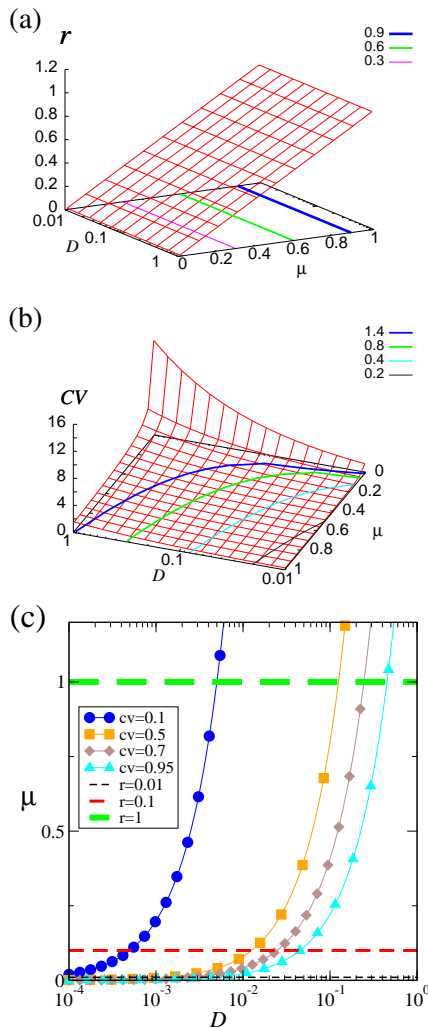 (a)
r
0.9
0.6
0.3
1.2
1
0.8
0.6
0.4
0.2
0
0.01
0.1
1
D
0
0.2
0.4
0.6
0.8
1
μ
(b)
CV
1.4
0.8
0.4
0.2
16
12
8
4
0
1
0.1
0.01
D
0
0.2
0.4
0.6
0.8
1
μ
(c)
1
0.5
0
μ
cv=0.1
cv=0.5
cv=0.7
cv=0.95
r=0.01
r=0.1
r=1
10⁻⁴ 10⁻³ 10⁻² 10⁻¹ 10⁰
D